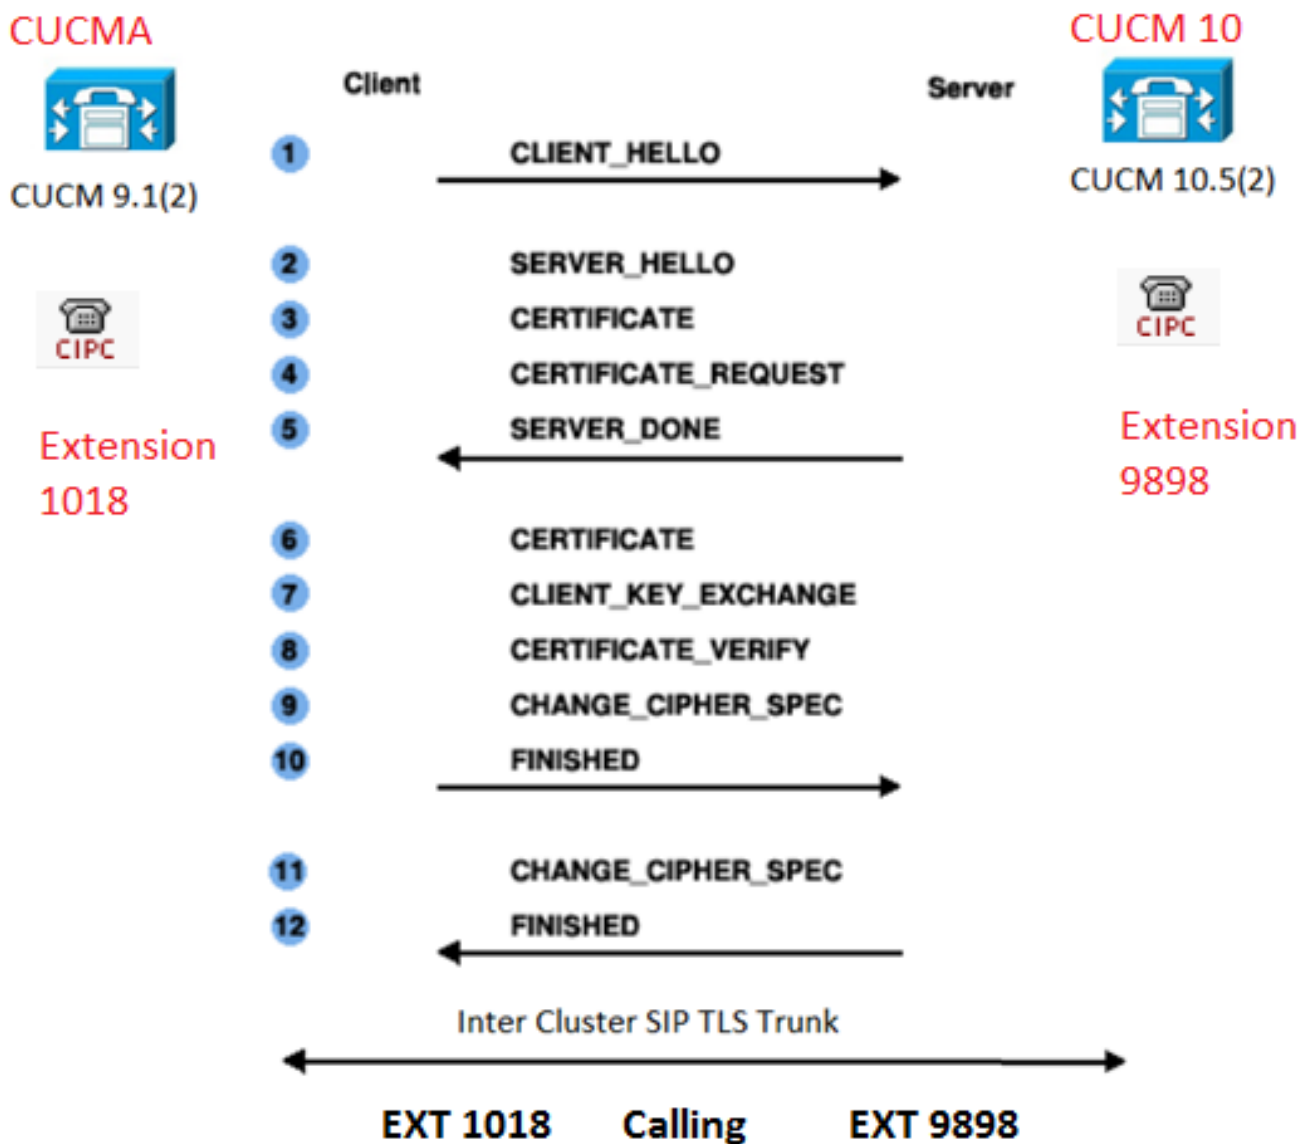 CUCMA
CUCM 10
Client
Server
1 CLIENT_HELLO
CUCM 9.1(2)
CUCM 10.5(2)
2 SERVER_HELLO
3 CERTIFICATE
CIPC
CIPC
4 CERTIFICATE_REQUEST
5 SERVER_DONE
Extension
1018
Extension
9898
6 CERTIFICATE
7 CLIENT_KEY_EXCHANGE
8 CERTIFICATE_VERIFY
9 CHANGE_CIPHER_SPEC
10 FINISHED
11 CHANGE_CIPHER_SPEC
12 FINISHED
Inter Cluster SIP TLS Trunk
EXT 1018 Calling EXT 9898